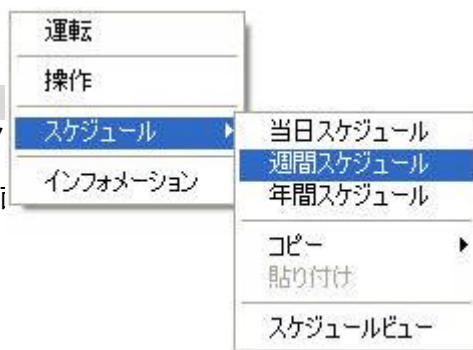 運転
操作
スケジュール
インフォメーション
当日スケジュール
週間スケジュール
年間スケジュール
コピー
貼り付け
スケジュールビュー